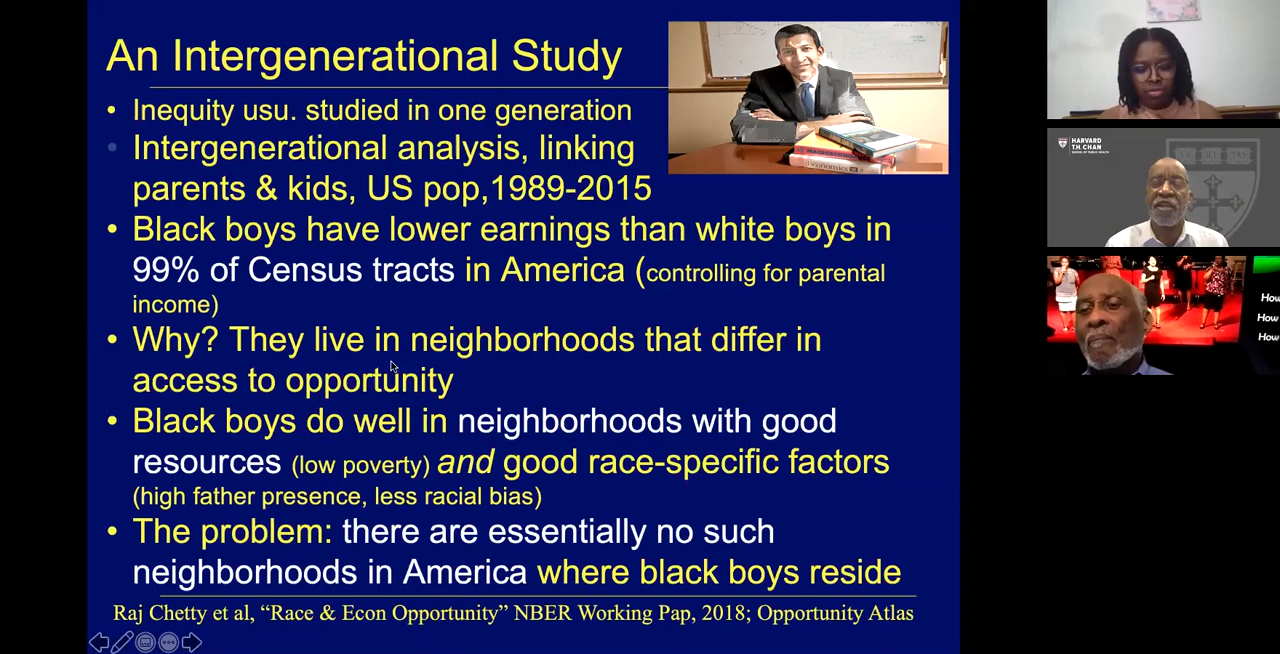 An Intergenerational Study
• Inequity usu. studied in one generation
• Intergenerational analysis, linking
parents & kids, US pop,1989-2015
• Black boys have lower earnings than white boys in
99% of Census tracts in America (controlling for parental
income)
• Why? They live in neighborhoods that differ in
access to opportunity
• Black boys do well in neighborhoods with good
resources (low poverty) and good race-specific factors
(high father presence, less racial bias)
• The problem: there are essentially no such
neighborhoods in America where black boys reside
Raj Chetty et al, “Race & Econ Opportunity” NBER Working Pap, 2018; Opportunity Atlas
Economics
HARVARD
T.H. CHAN
SCHOOL OF PUBLIC HEALTH
How
How
How